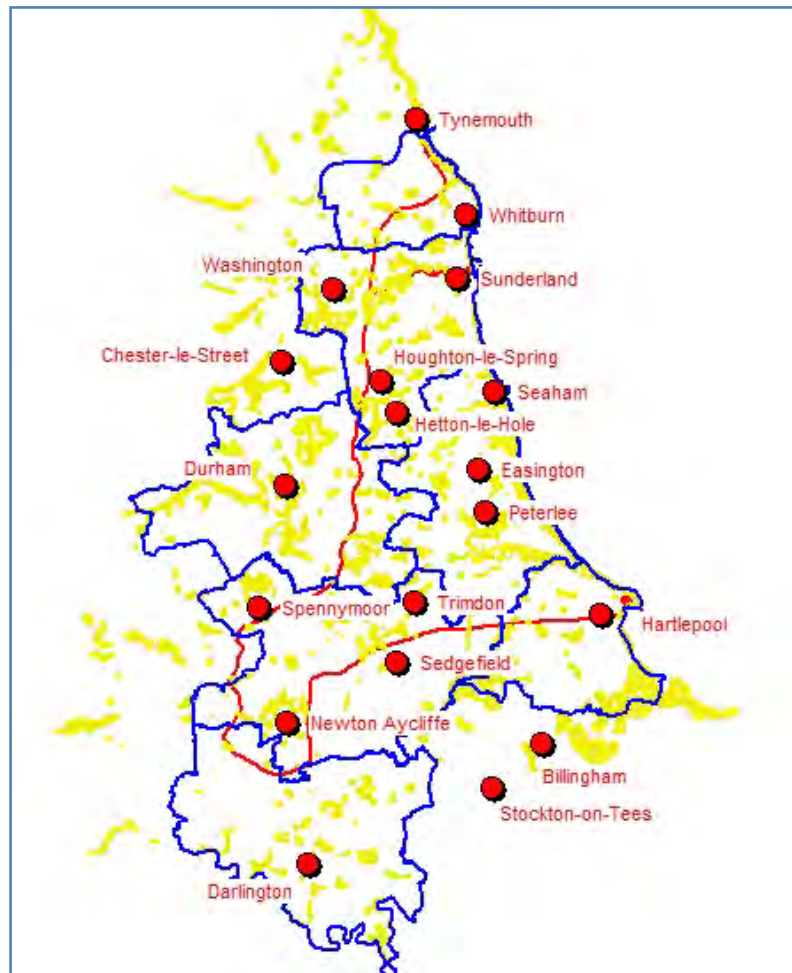 Tynemouth
Whitburn
Washington
Sunderland
Chester-le-Street
Houghton-le-Spring
Seaham
Hetton-le-Hole
Durham
Easington
Peterlee
Spennymoor
Trimdon
Hartlepool
Sedgefield
Newton Aycliffe
Billingham
Stockton-on-Tees
Darlington